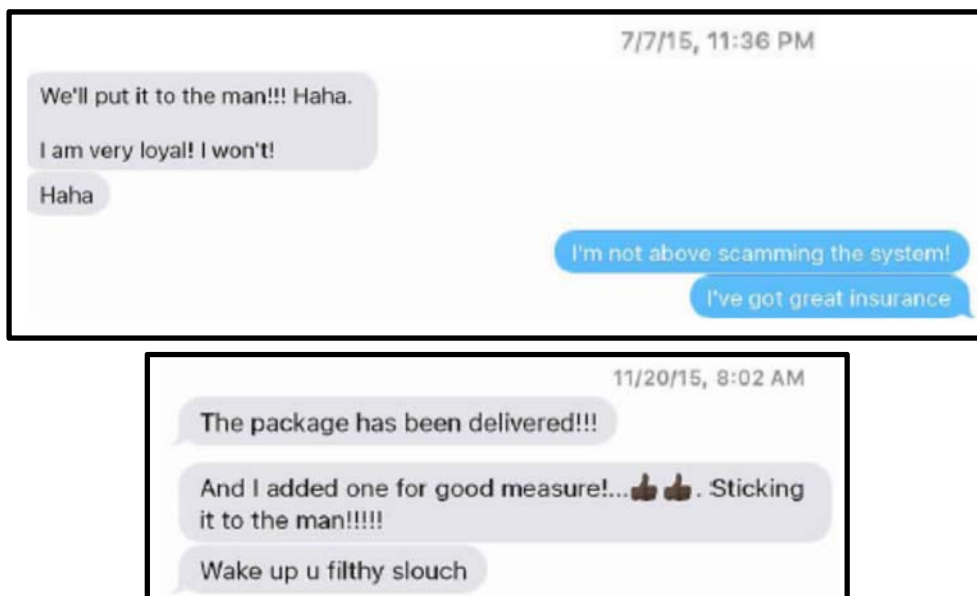 7/7/15, 11:36 PM
We'll put it to the man!!! Haha.
I am very loyal! I won't!
Haha
I'm not above scamming the system!
I've got great insurance
11/20/15, 8:02 AM
The package has been delivered!!!
And I added one for good measure!...👍🏿👍🏿. Sticking
it to the man!!!!!
Wake up u filthy slouch